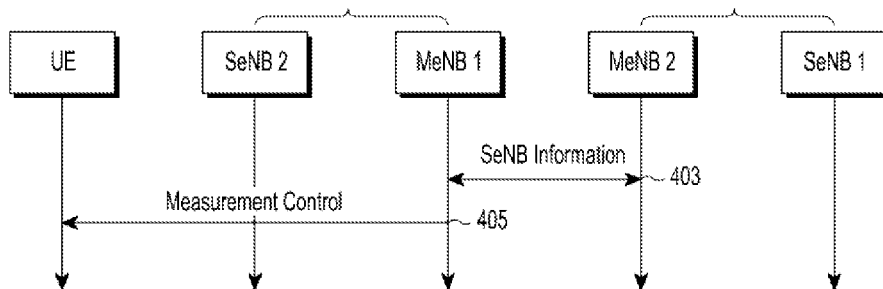 UE
SeNB 2
MeNB 1
MeNB 2
SeNB 1
SeNB Information
403
Measurement Control
405